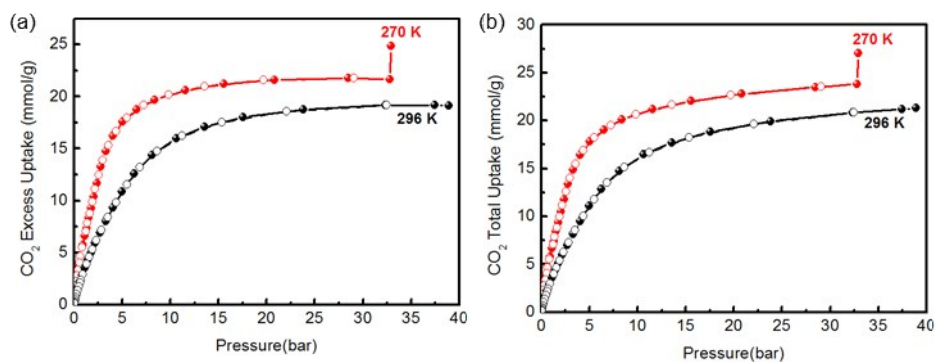 (a)
CO₂ Excess Uptake (mmol/g)
25
20
15
10
5
0
270 K
296 K
0 5 10 15 20 25 30 35 40
Pressure(bar)
(b)
CO₂ Total Uptake (mmol/g)
30
25
20
15
10
5
0
270 K
296 K
0 5 10 15 20 25 30 35 40
Pressure(bar)